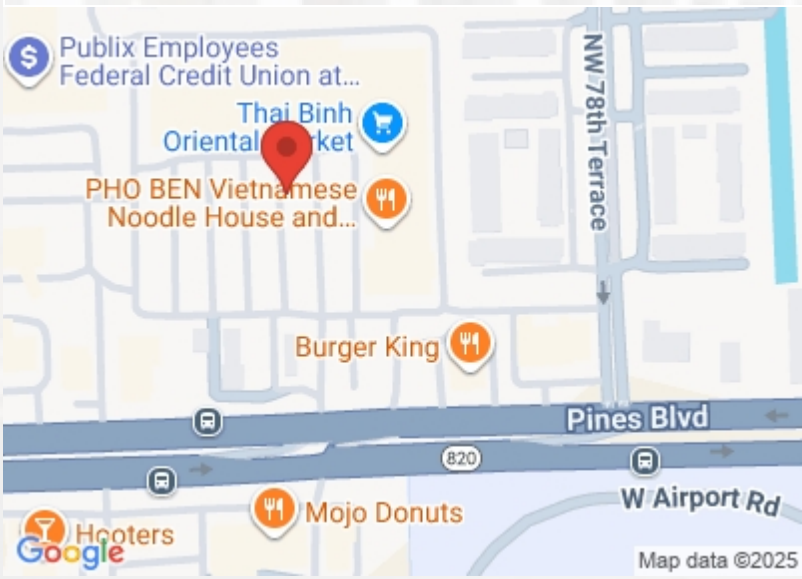 Publix Employees
Federal Credit Union at...
NW 78th Terrace
Thai Binh
Oriental
PHO BEN Vietnamese
Noodle House and...
Burger King
Pines Blvd
820
W Airport Rd
Mojo Donuts
Hooters
Google
Map data ©2025